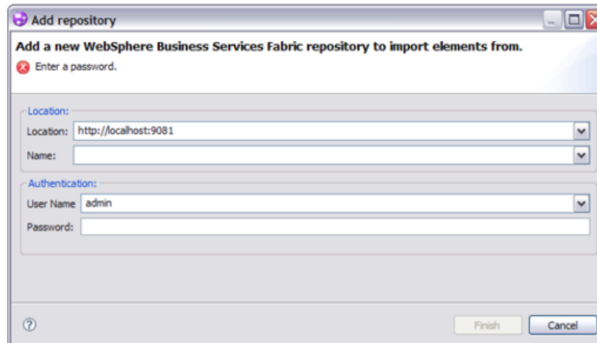 Add repository
Add a new WebSphere Business Services Fabric repository to import elements from.
Enter a password.
Location:
Location: http://localhost:9081
Name:
Authentication:
User Name admin
Password:
Finish Cancel